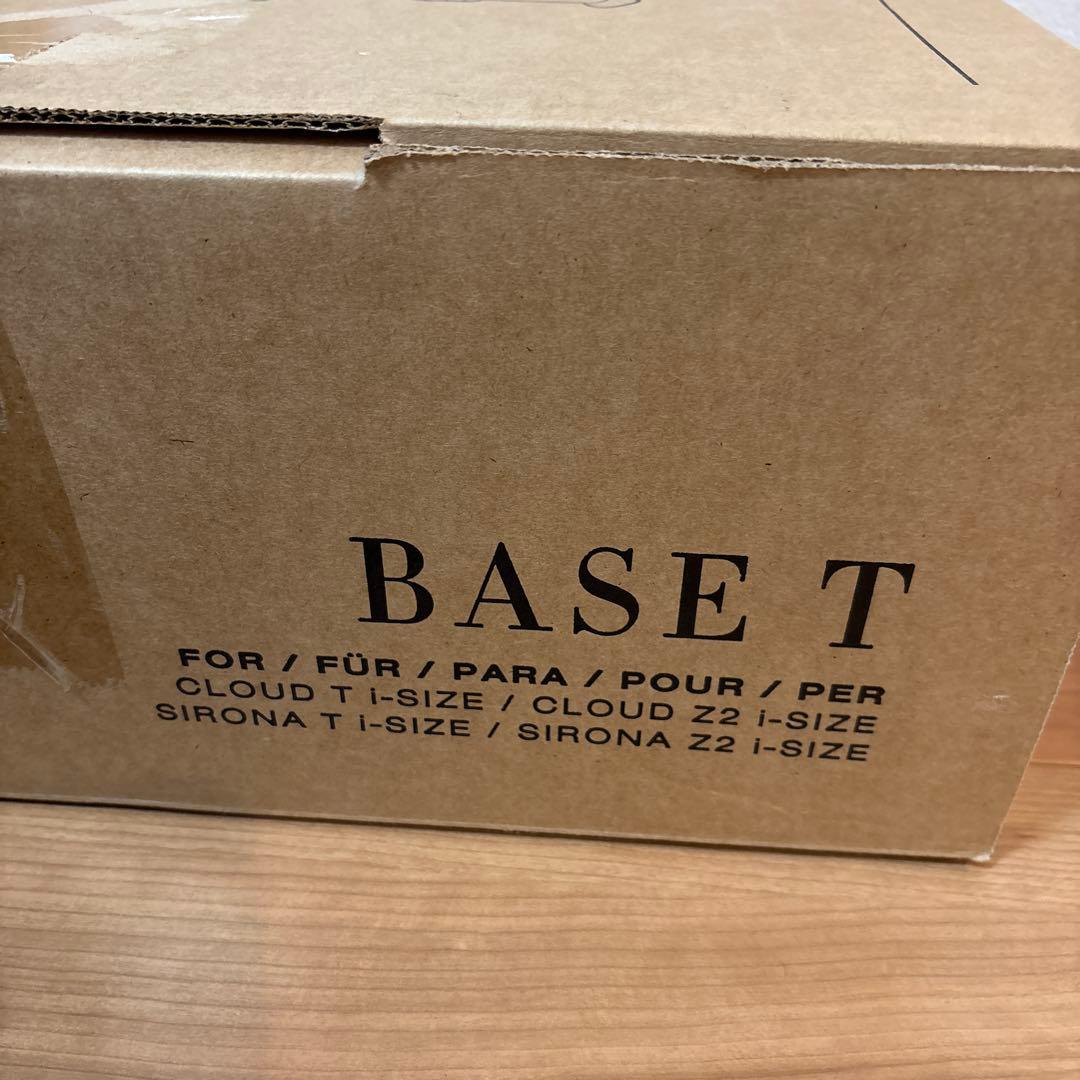 BASE T
FOR / FÜR / PARA / POUR / PER
CLOUD T i-SIZE / CLOUD Z2 i-SIZE
SIRONA T i-SIZE / SIRONA Z2 i-SIZE